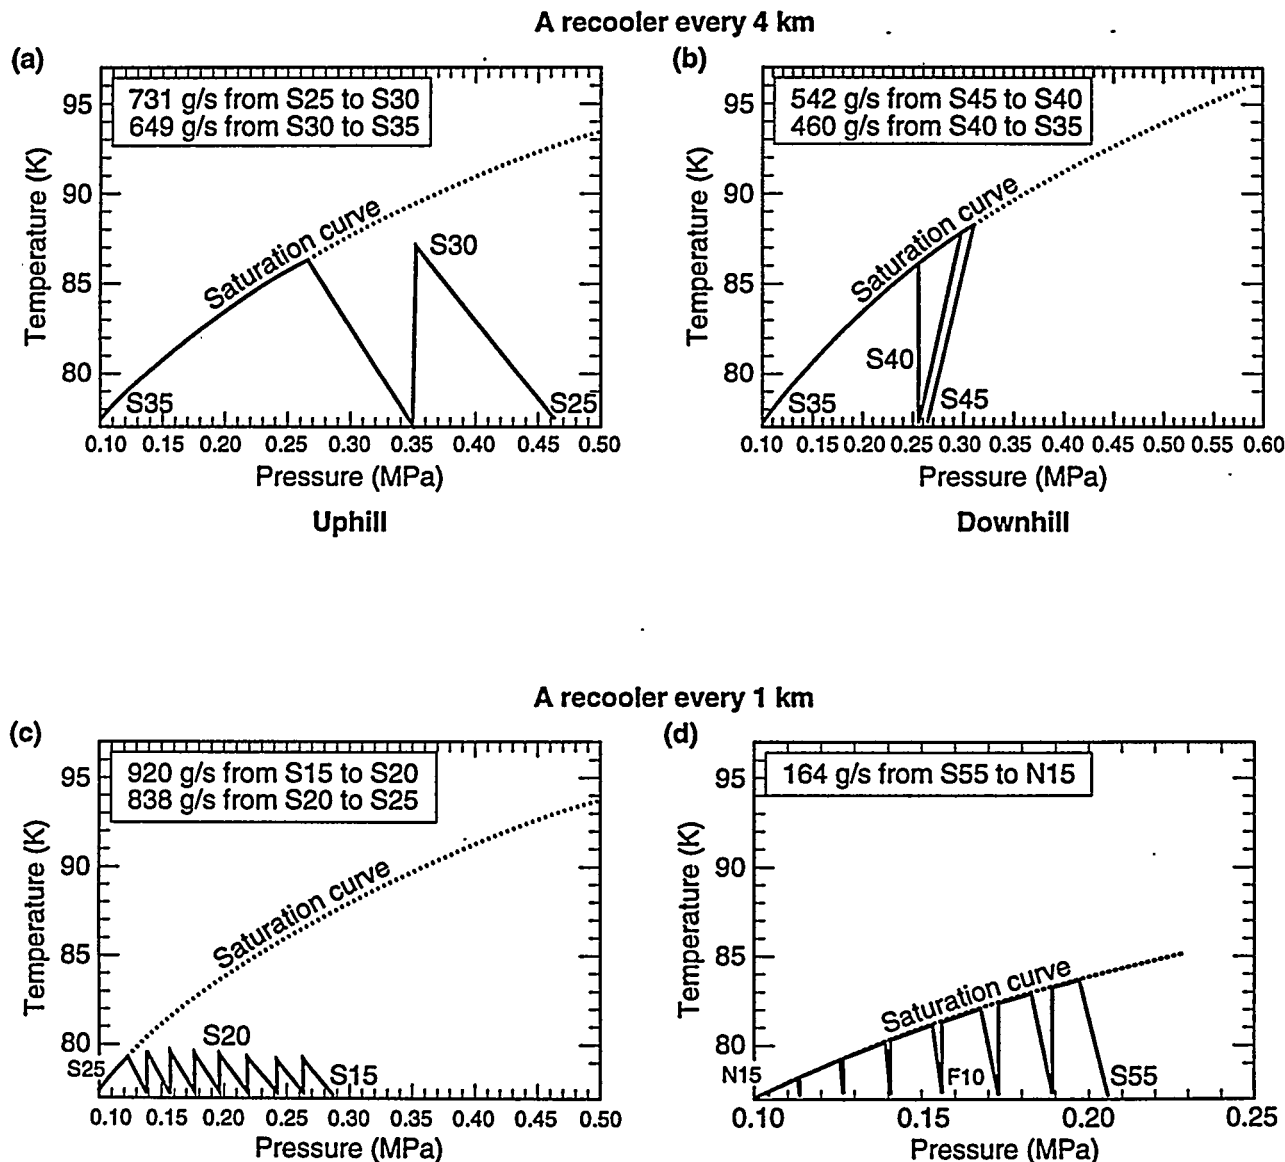 A recooler every 4 km
(a)
731 g/s from S25 to S30
649 g/s from S30 to S35
95
90
85
80
Temperature (K)
Saturation curve
S30
S35
S25
0.10 0.15 0.20 0.25 0.30 0.35 0.40 0.45 0.50
Pressure (MPa)
Uphill
(b)
542 g/s from S45 to S40
460 g/s from S40 to S35
95
90
85
80
Temperature (K)
Saturation curve
S40
S35
S45
0.10 0.15 0.20 0.25 0.30 0.35 0.40 0.45 0.50 0.55 0.60
Pressure (MPa)
Downhill
A recooler every 1 km
(c)
920 g/s from S15 to S20
838 g/s from S20 to S25
95
90
85
80
Temperature (K)
Saturation curve
S20
S25
S15
0.10 0.15 0.20 0.25 0.30 0.35 0.40 0.45 0.50
Pressure (MPa)
(d)
164 g/s from S55 to N15
95
90
85
80
Temperature (K)
Saturation curve
N15
F10
S55
0.10 0.15 0.20 0.25
Pressure (MPa)